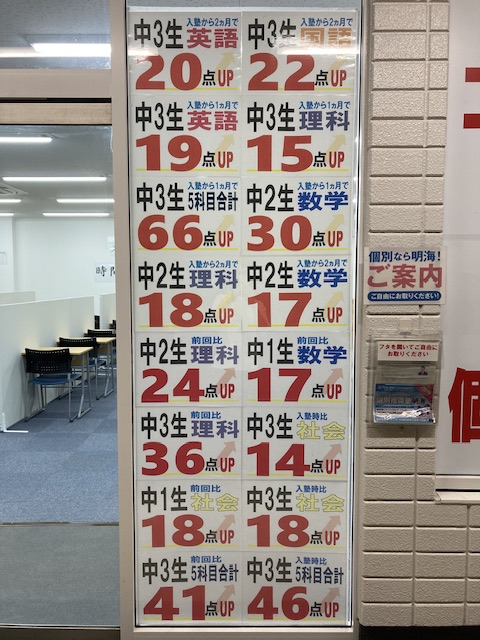 入塾から2ヵ月で
中3生 英語
20点UP
入塾から2ヵ月で
中3生 国語
22点UP
入塾から1ヵ月で
中3生 英語
19点UP
入塾から1ヵ月で
中3生 理科
15点UP
入塾から1ヵ月で
中3生 5科目合計
66点UP
入塾から1ヵ月で
中2生 数学
30点UP
入塾から2ヵ月で
中2生 理科
18点UP
入塾から2ヵ月で
中2生 数学
17点UP
前回比
中2生 理科
24点UP
前回比
中1生 数学
17点UP
前回比
中3生 理科
36点UP
入塾時比
中3生 社会
14点UP
前回比
中1生 社会
18点UP
入塾時比
中3生 社会
18点UP
前回比
中3生 5科目合計
41点UP
入塾時比
中3生 5科目合計
46点UP
個別なら明海!
ご案内
ご自由にお取りください!
フタを開いてご自由に
お取りください
個